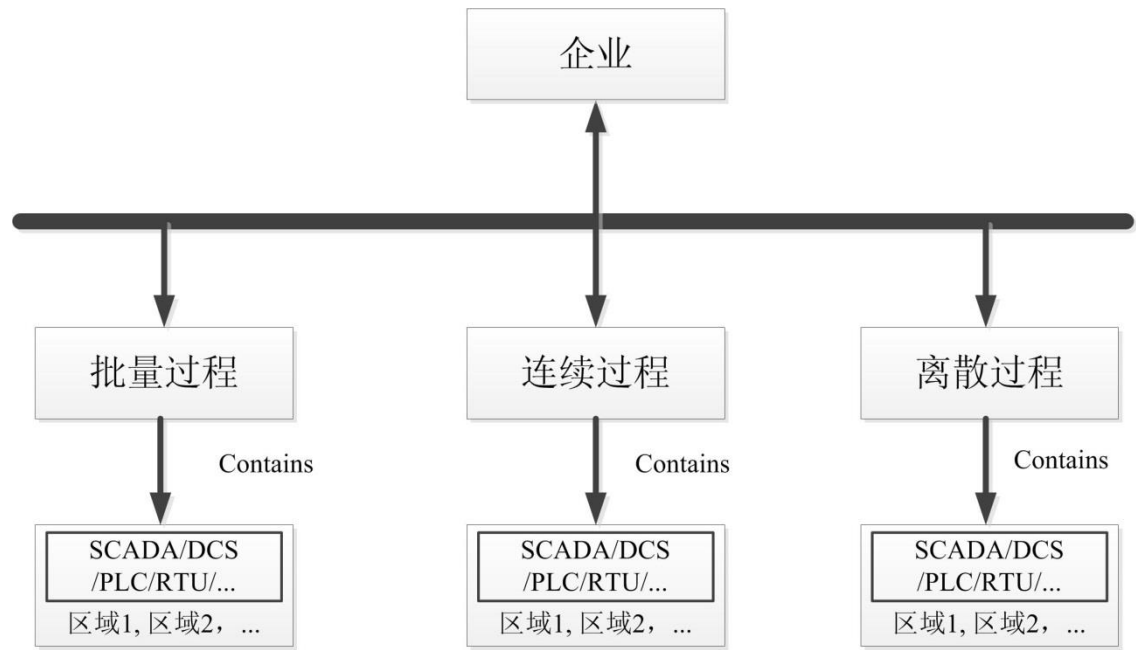 企业
批量过程
连续过程
离散过程
Contains
Contains
Contains
SCADA/DCS
/PLC/RTU/...
区域1, 区域2，...
SCADA/DCS
/PLC/RTU/...
区域1, 区域2，...
SCADA/DCS
/PLC/RTU/...
区域1, 区域2，...